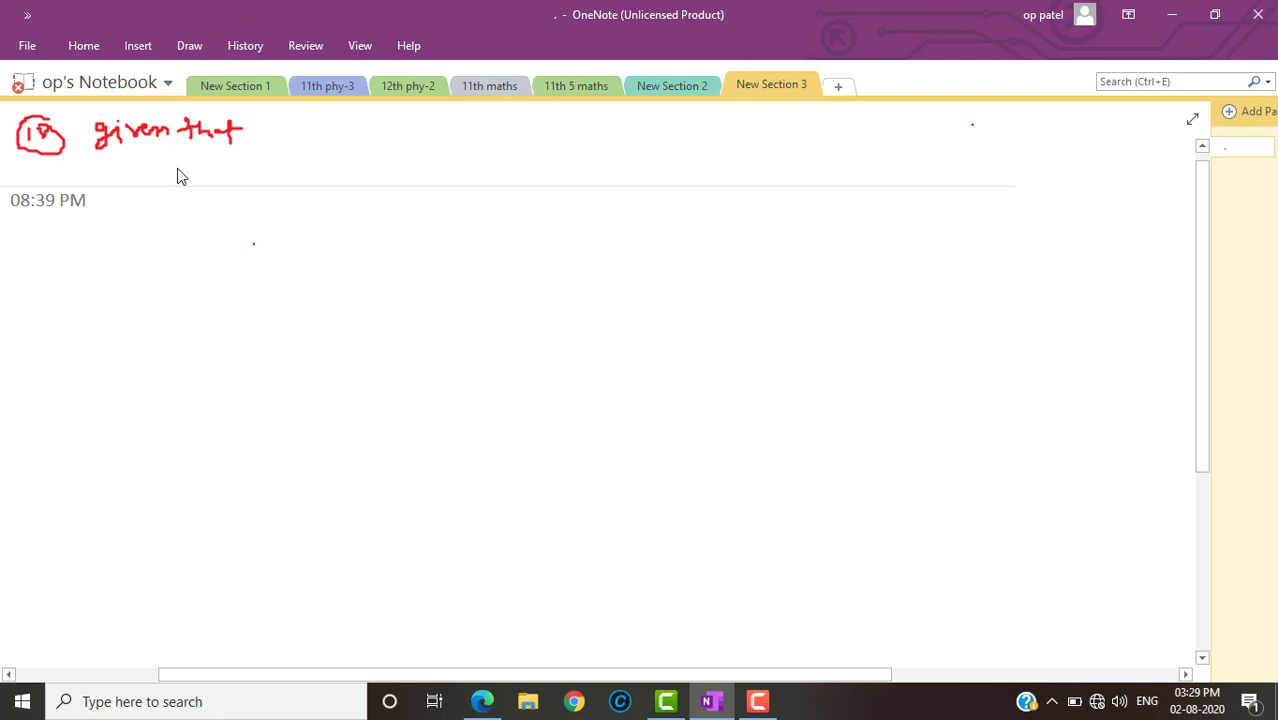 . - OneNote (Unlicensed Product)
op patel
File Home Insert Draw History Review View Help
op's Notebook
New Section 1 11th phy-3 12th phy-2 11th maths 11th 5 maths New Section 2 New Section 3
Search (Ctrl+E)
Add Pa
given that
.
08:39 PM
Type here to search
ENG
03:29 PM
02-08-2020
1